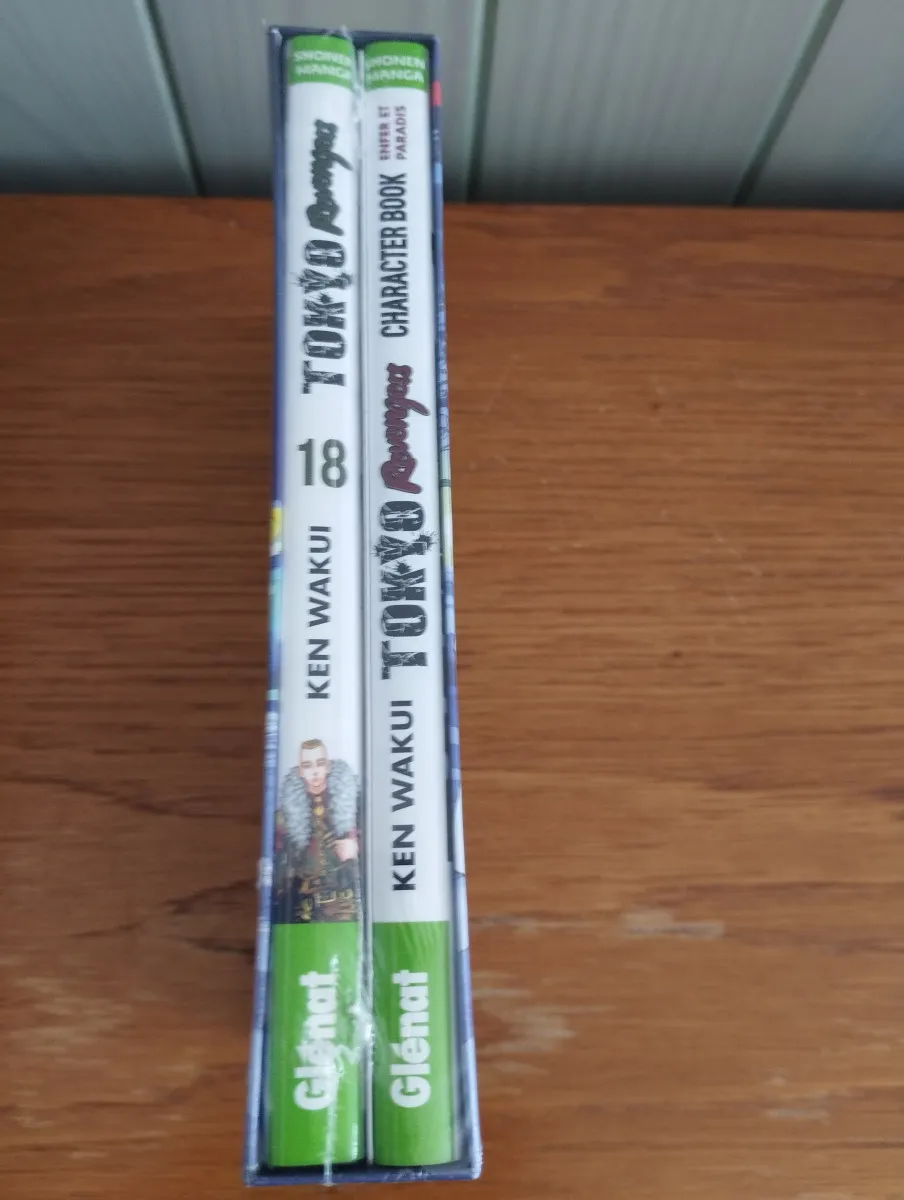 SHONEN
MANGA
TOKYO Revengers
18
KEN WAKUI
Glénat
SHONEN
MANGA
ENFER ET
PARADIS
CHARACTER BOOK
TOKYO Revengers
KEN WAKUI
Glénat